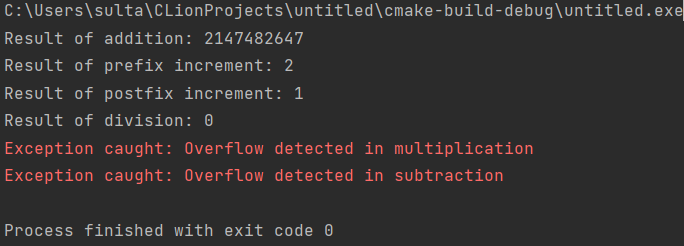 C:\Users\sulta\CLionProjects\untitled\cmake-build-debug\untitled.exe
Result of addition: 2147482647
Result of prefix increment: 2
Result of postfix increment: 1
Result of division: 0
Exception caught: Overflow detected in multiplication
Exception caught: Overflow detected in subtraction
Process finished with exit code 0